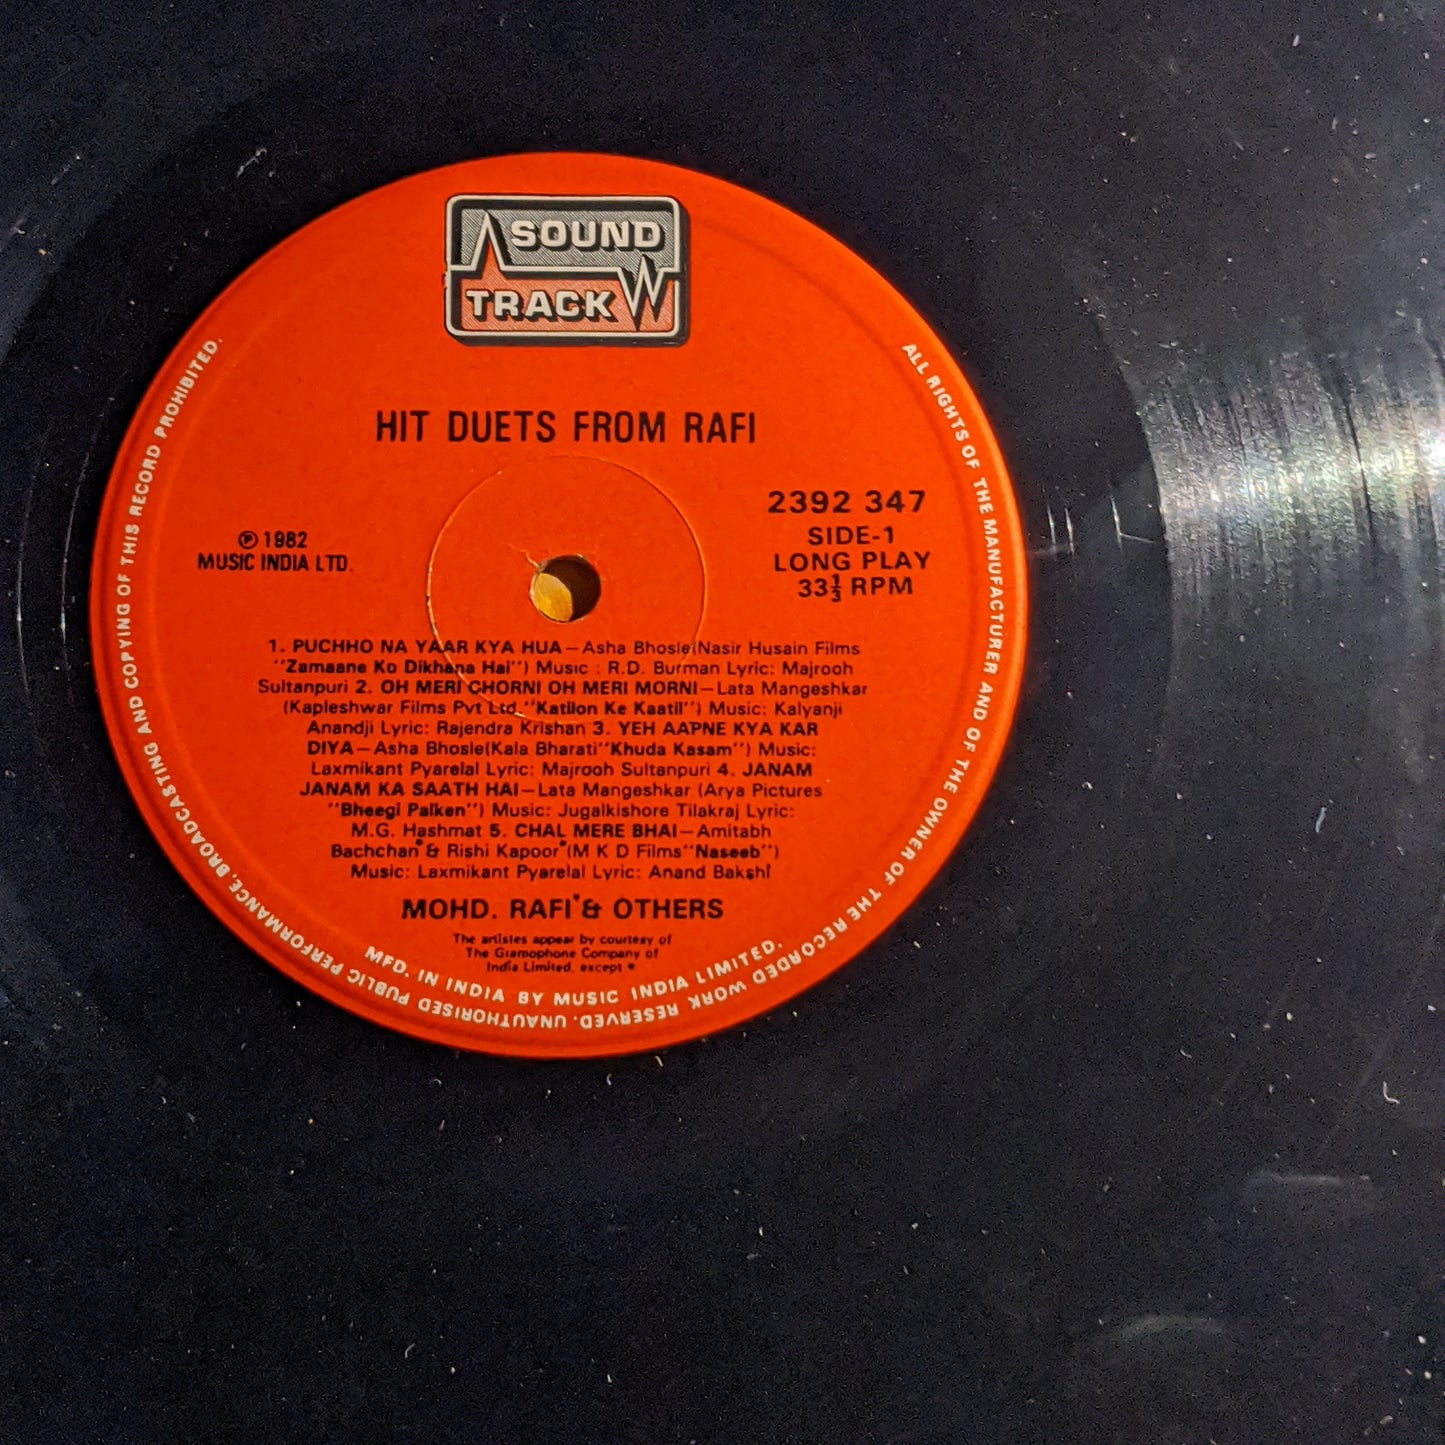 SOUND
TRACK
HIT DUETS FROM RAFI
2392 347
SIDE-1
LONG PLAY
33⅓ RPM
℗ 1982
MUSIC INDIA LTD.
1. PUCHHO NA YAAR KYA HUA—Asha Bhosle(Nasir Husain Films
"Zamaane Ko Dikhana Hai") Music : R.D. Burman Lyric: Majrooh
Sultanpuri 2. OH MERI CHORNI OH MERI MORNI—Lata Mangeshkar
(Kapleshwar Films Pvt Ltd."Katilon Ke Kaatil") Music: Kalyanji
Anandji Lyric: Rajendra Krishan 3. YEH AAPNE KYA KAR
DIYA—Asha Bhosle(Kala Bharati"Khuda Kasam") Music:
Laxmikant Pyarelal Lyric: Majrooh Sultanpuri 4. JANAM
JANAM KA SAATH HAI—Lata Mangeshkar (Arya Pictures
"Bheegi Palken") Music: Jugalkishore Tilakraj Lyric:
M.G. Hashmat 5. CHAL MERE BHAI—Amitabh
Bachchan* & Rishi Kapoor*(M K D Films"Naseeb")
Music: Laxmikant Pyarelal Lyric: Anand Bakshi
MOHD. RAFI* & OTHERS
The artistes appear by courtesy of
The Gramophone Company of
India Limited, except *
MFD. IN INDIA BY MUSIC INDIA LIMITED.
ALL RIGHTS OF THE MANUFACTURER AND OF THE OWNER OF THE RECORDED WORK RESERVED. UNAUTHORISED PUBLIC PERFORMANCE, BROADCASTING AND COPYING OF THIS RECORD PROHIBITED.